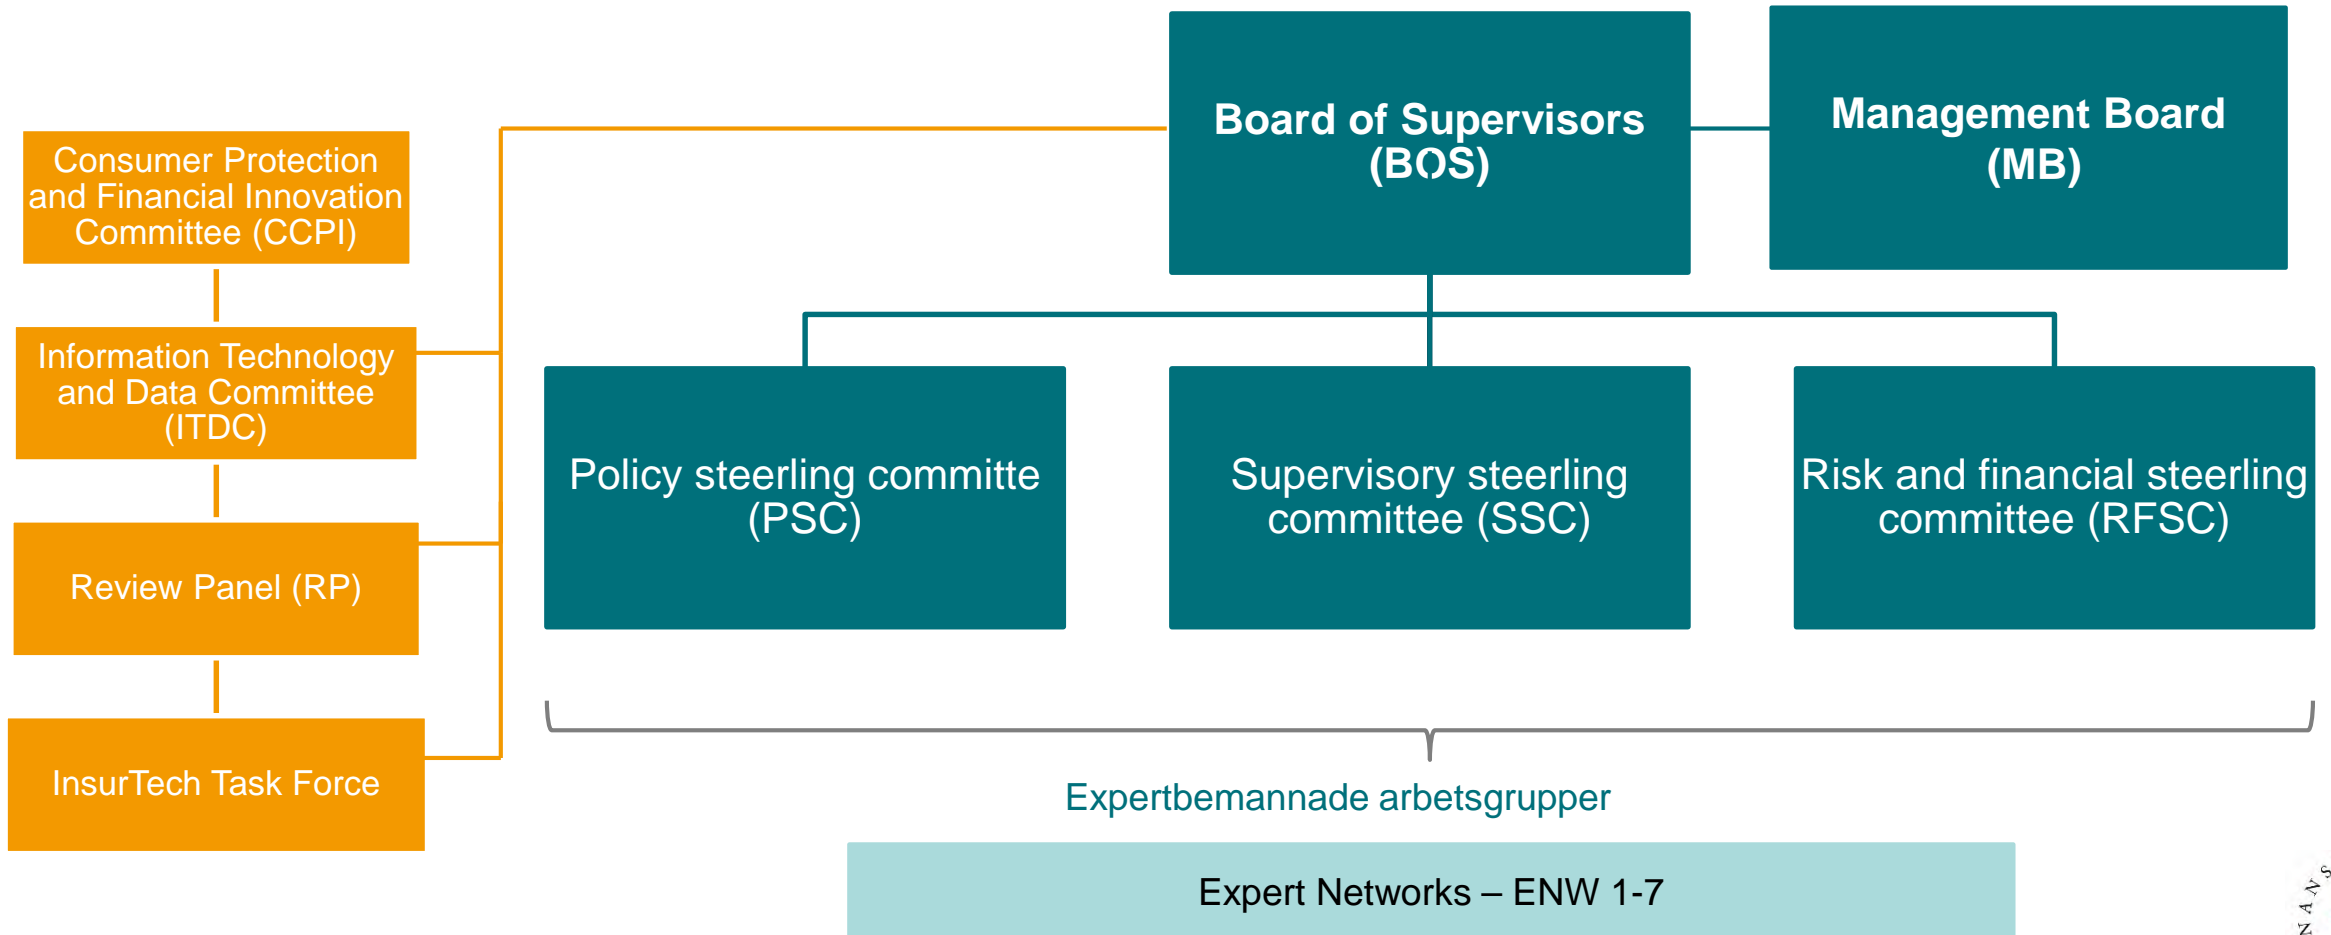 Board of Supervisors
(BOS)
Management Board
(MB)
Consumer Protection
and Financial Innovation
Committee (CCPI)
Information Technology
and Data Committee
(ITDC)
Review Panel (RP)
InsurTech Task Force
Policy steerling committe
(PSC)
Supervisory steerling
committee (SSC)
Risk and financial steerling
committee (RFSC)
Expertbemannade arbetsgrupper
Expert Networks – ENW 1-7